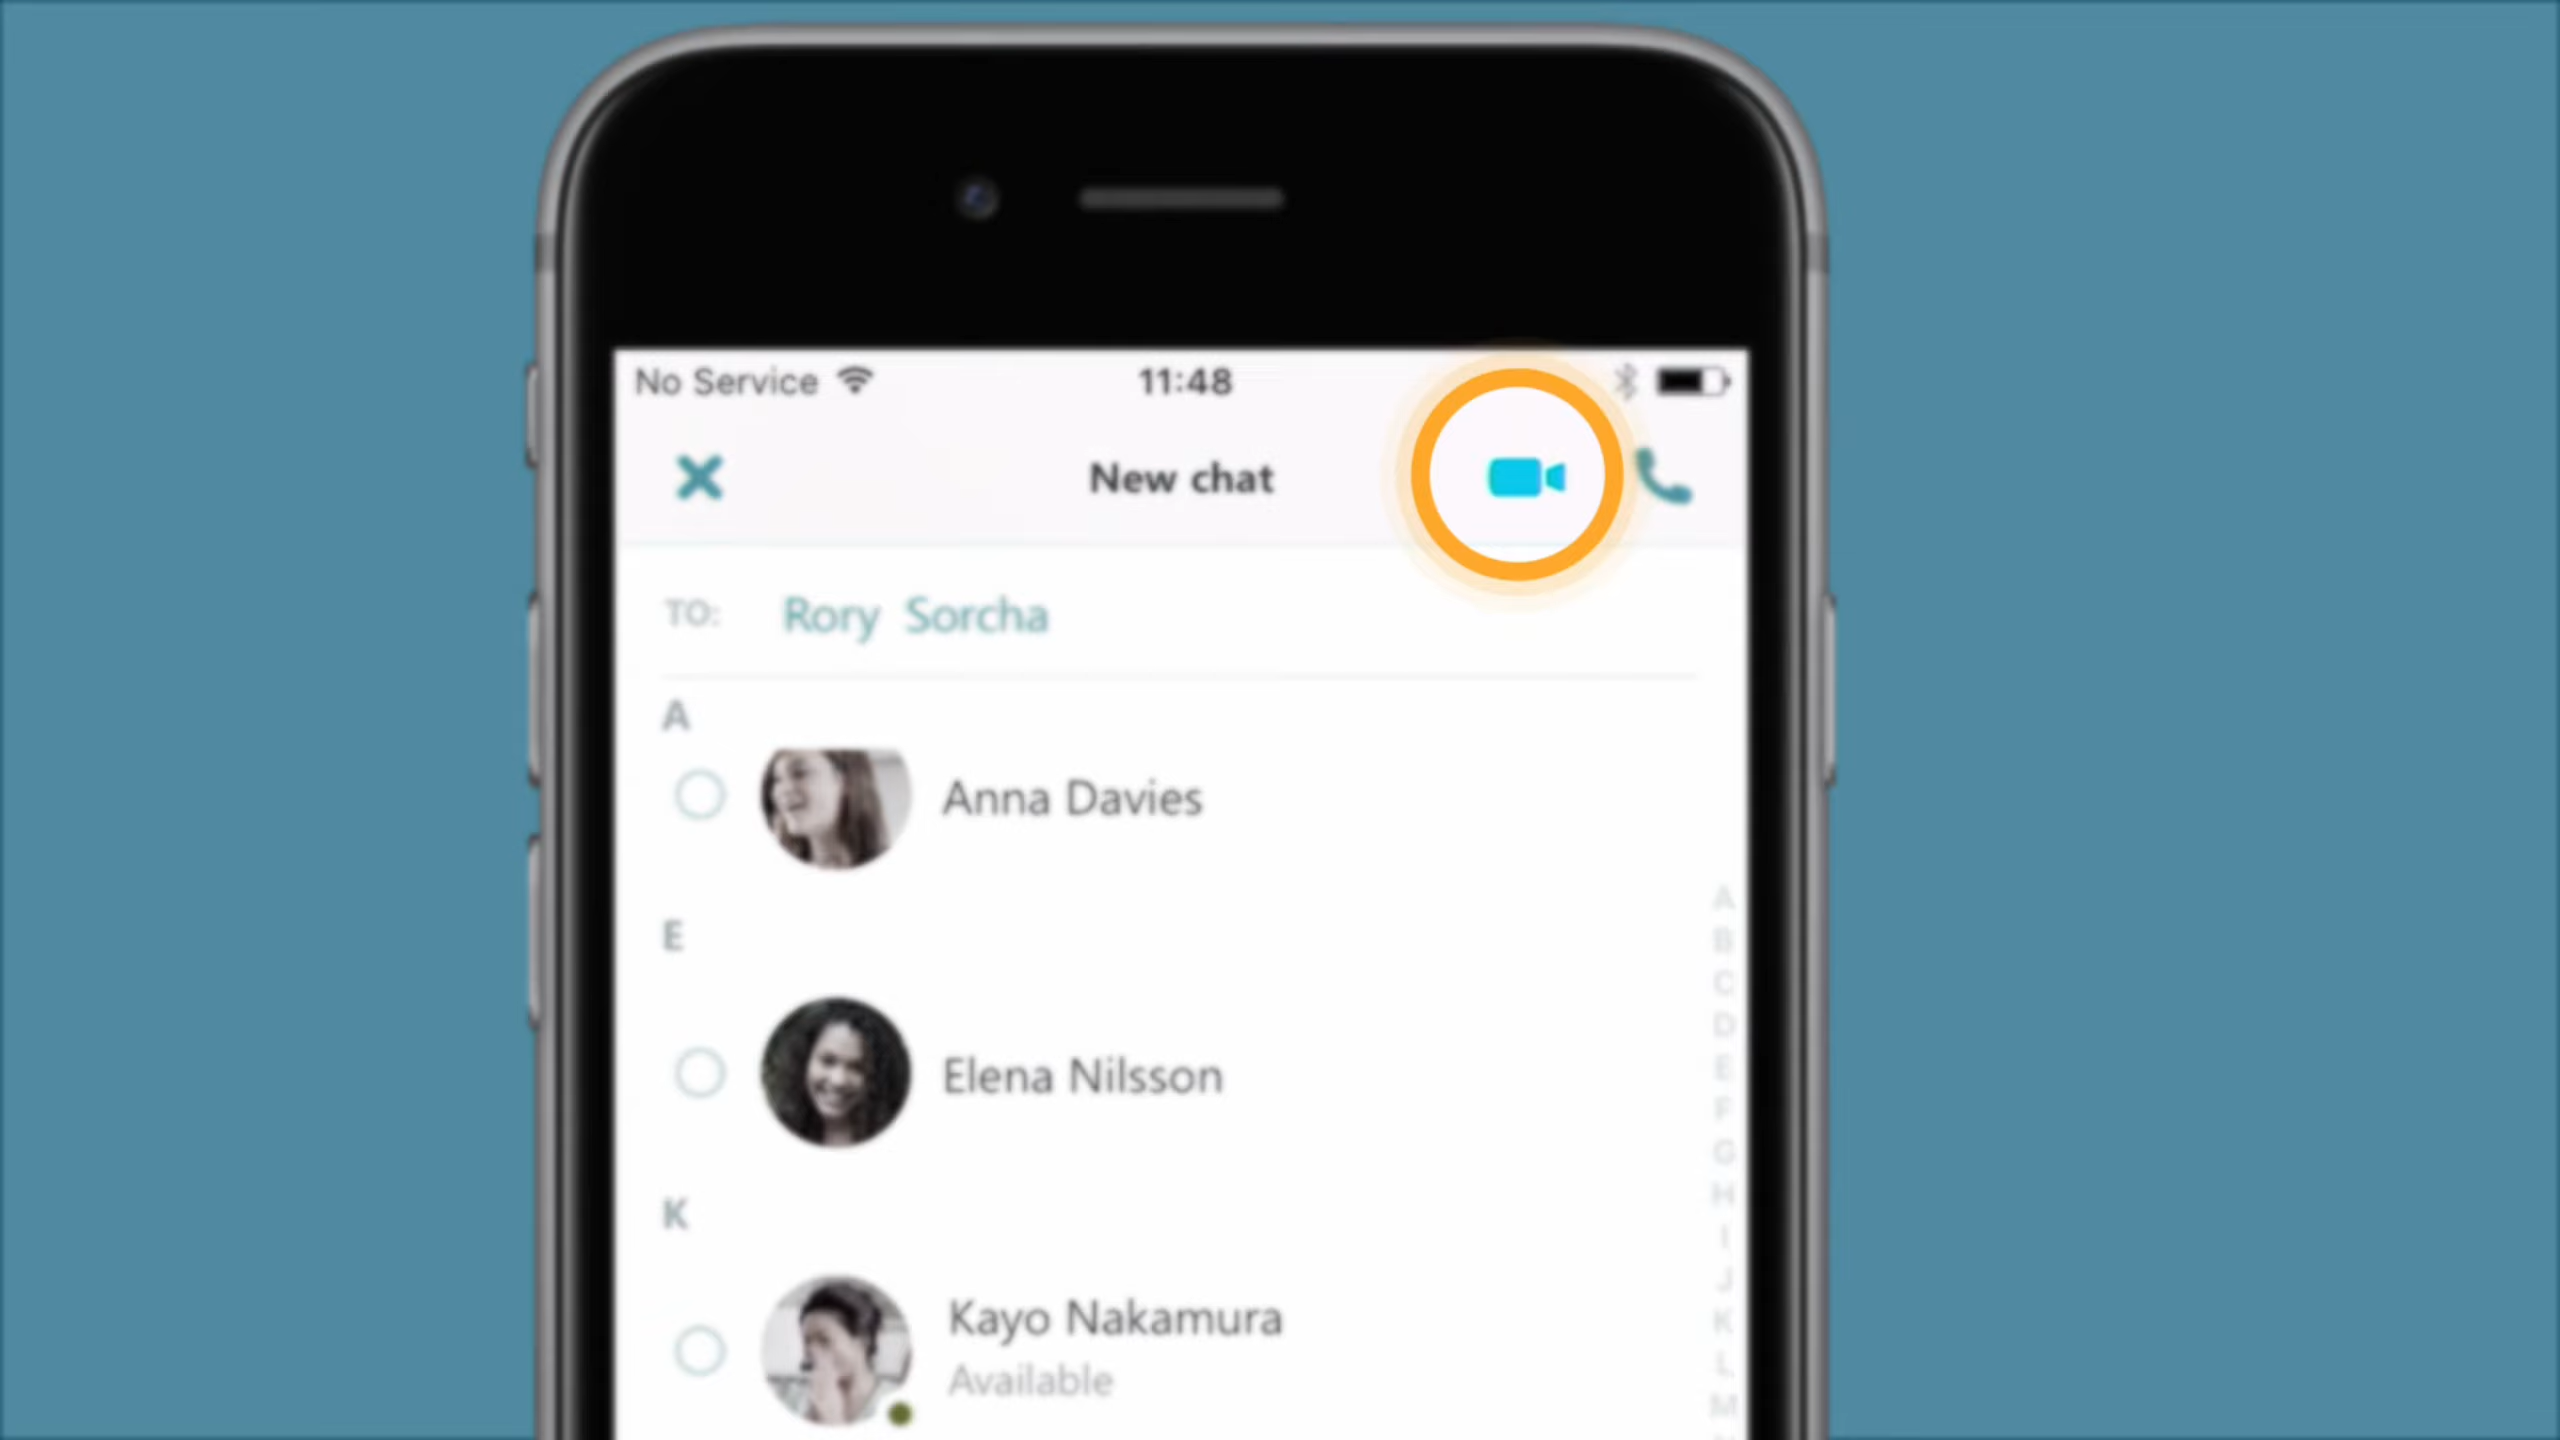 No Service 11:48
New chat
TO: Rory Sorcha
A
Anna Davies
E
Elena Nilsson
K
Kayo Nakamura
Available
A
B
C
D
E
F
G
H
I
J
K
L
M